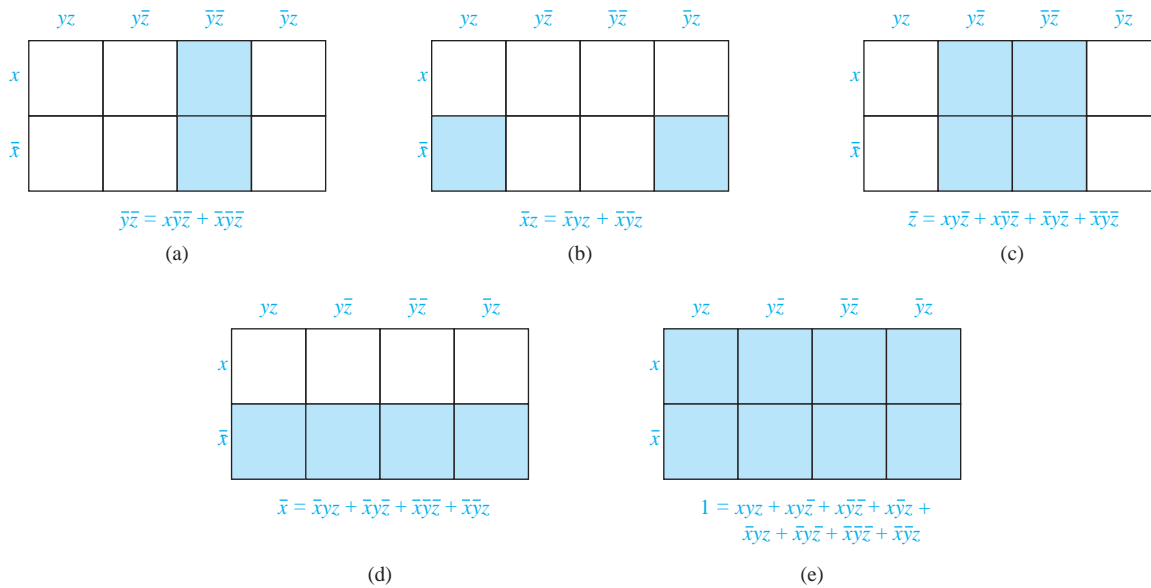 yz yz̄ ȳz̄ ȳz
x
x̄
ȳz̄ = xȳz̄ + x̄ȳz̄
(a)
yz yz̄ ȳz̄ ȳz
x
x̄
x̄z = x̄yz + x̄ȳz
(b)
yz yz̄ ȳz̄ ȳz
x
x̄
z̄ = xyz̄ + xȳz̄ + x̄yz̄ + x̄ȳz̄
(c)
yz yz̄ ȳz̄ ȳz
x
x̄
x̄ = x̄yz + x̄yz̄ + x̄ȳz̄ + x̄ȳz
(d)
yz yz̄ ȳz̄ ȳz
x
x̄
1 = xyz + xyz̄ + xȳz̄ + xȳz +
x̄yz + x̄yz̄ + x̄ȳz̄ + x̄ȳz
(e)